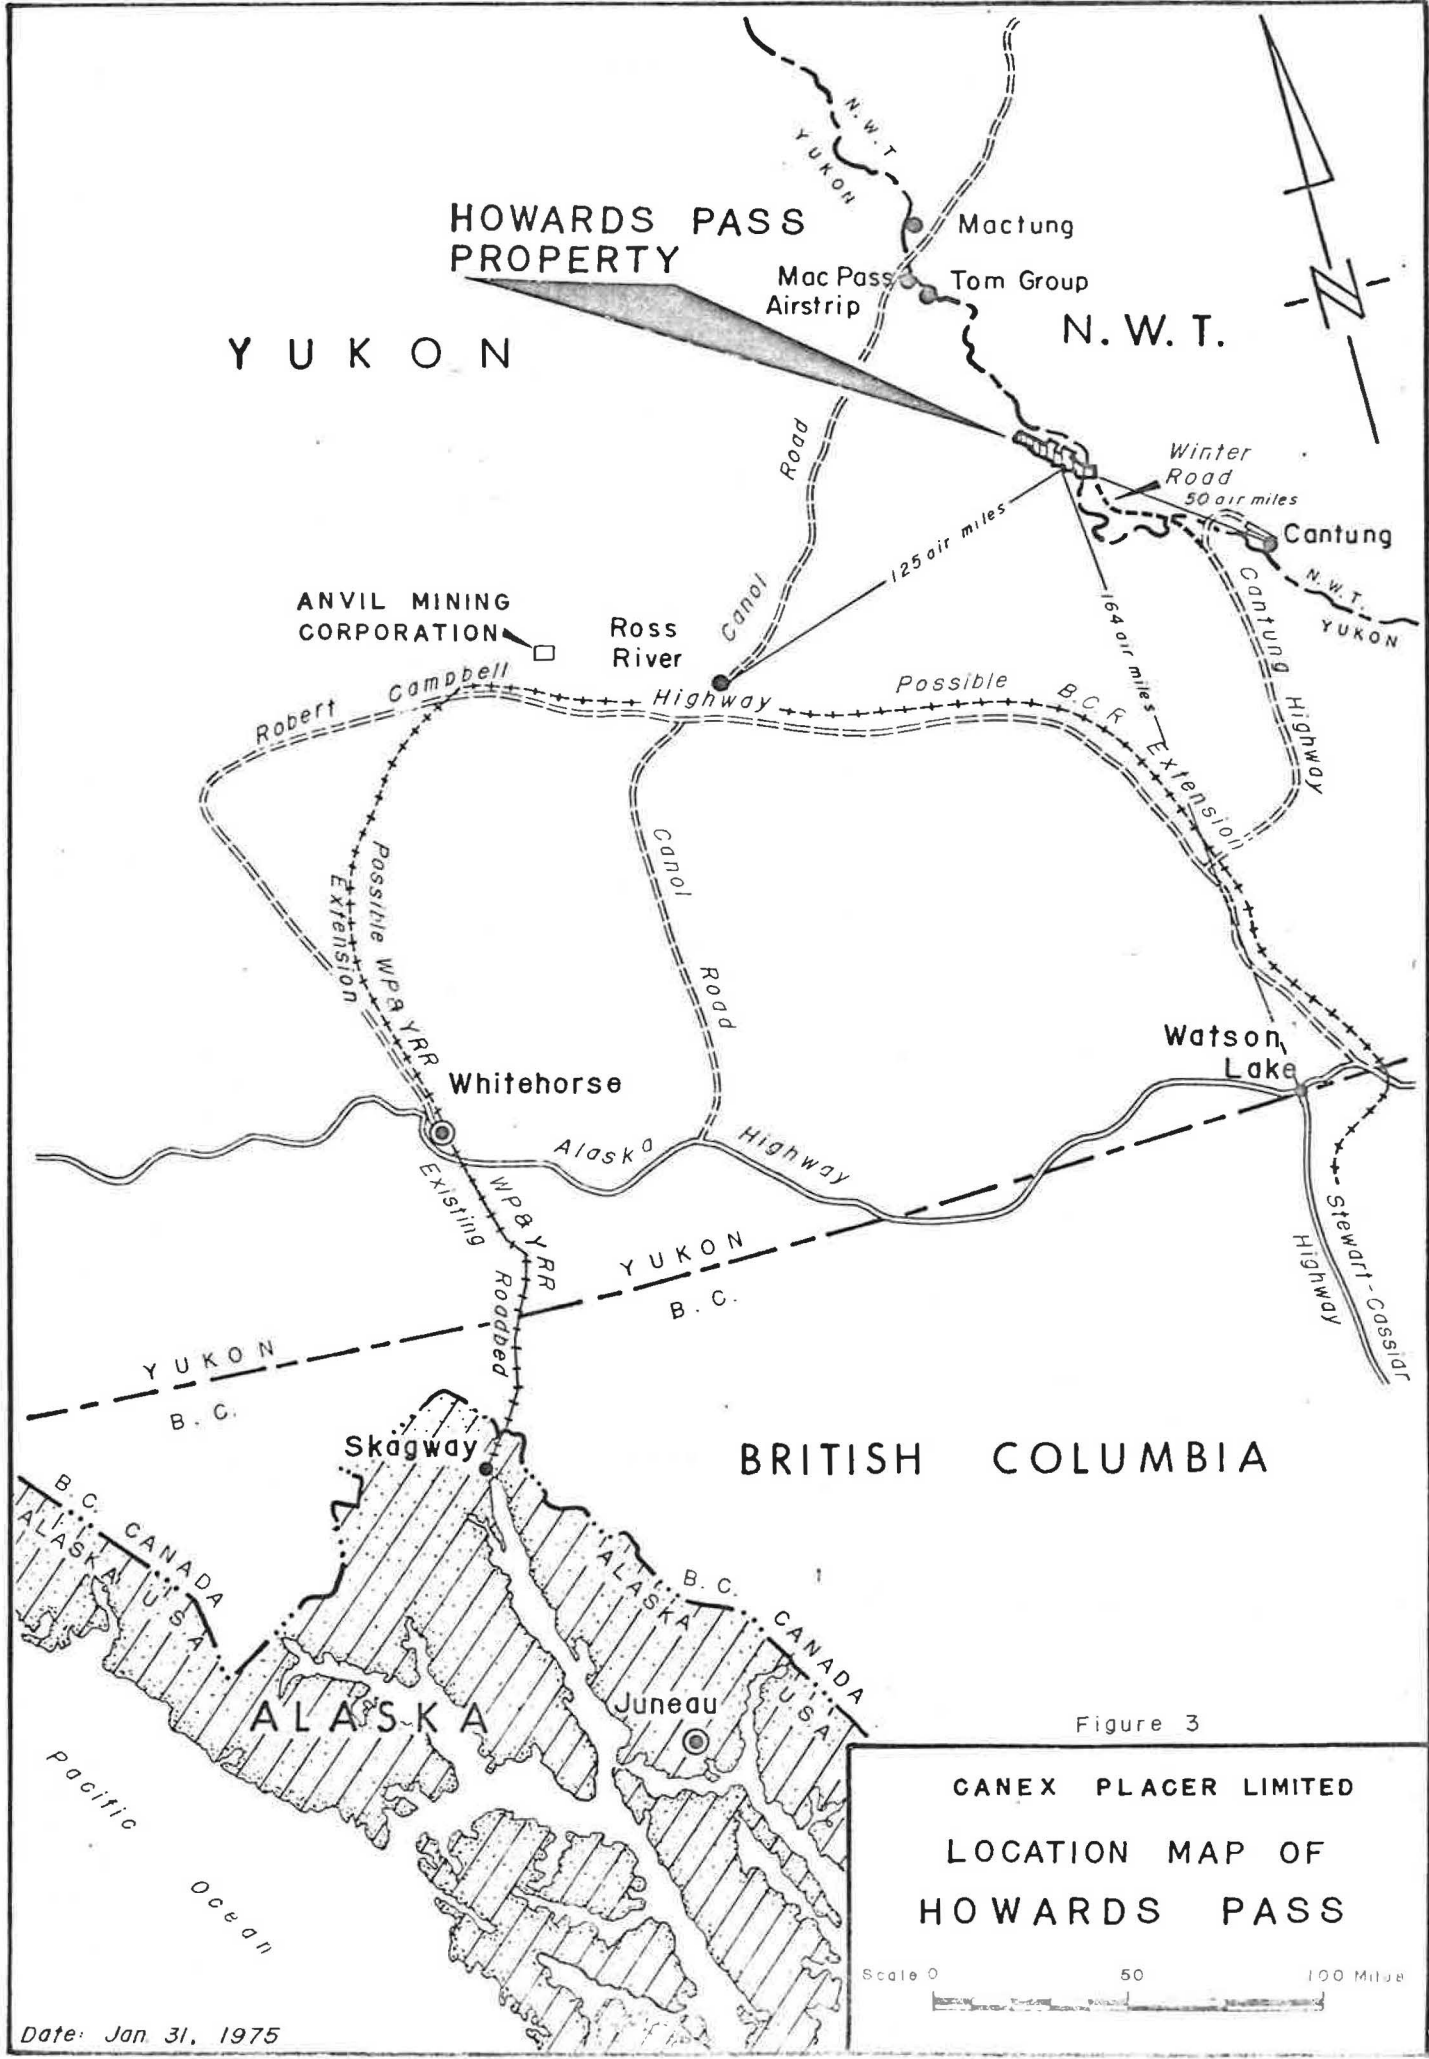 N.W.T
YUKON
HOWARDS PASS
PROPERTY
Mactung
Mac Pass
Airstrip
Tom Group
YUKON
N.W.T.
N
Road
Canol
Winter
Road
50 air miles
Cantung
125 air miles
164 air miles
N.W.T.
YUKON
Cantung Highway
ANVIL MINING
CORPORATION
Ross
River
Robert Campbell Highway
Possible B.C.R Extension
Possible WP& YRR
Extension
Canol Road
Watson
Lake
Whitehorse
Alaska Highway
Existing WP& YRR
Roadbed
YUKON
B.C.
Stewart-Cassiar
Highway
YUKON
B.C.
Skagway
BRITISH COLUMBIA
B.C. CANADA
ALASKA USA
B.C. CANADA
ALASKA USA
ALASKA
Juneau
Pacific
Ocean
Figure 3
CANEX PLACER LIMITED
LOCATION MAP OF
HOWARDS PASS
Scale 0 50 100
Date: Jan. 31, 1975